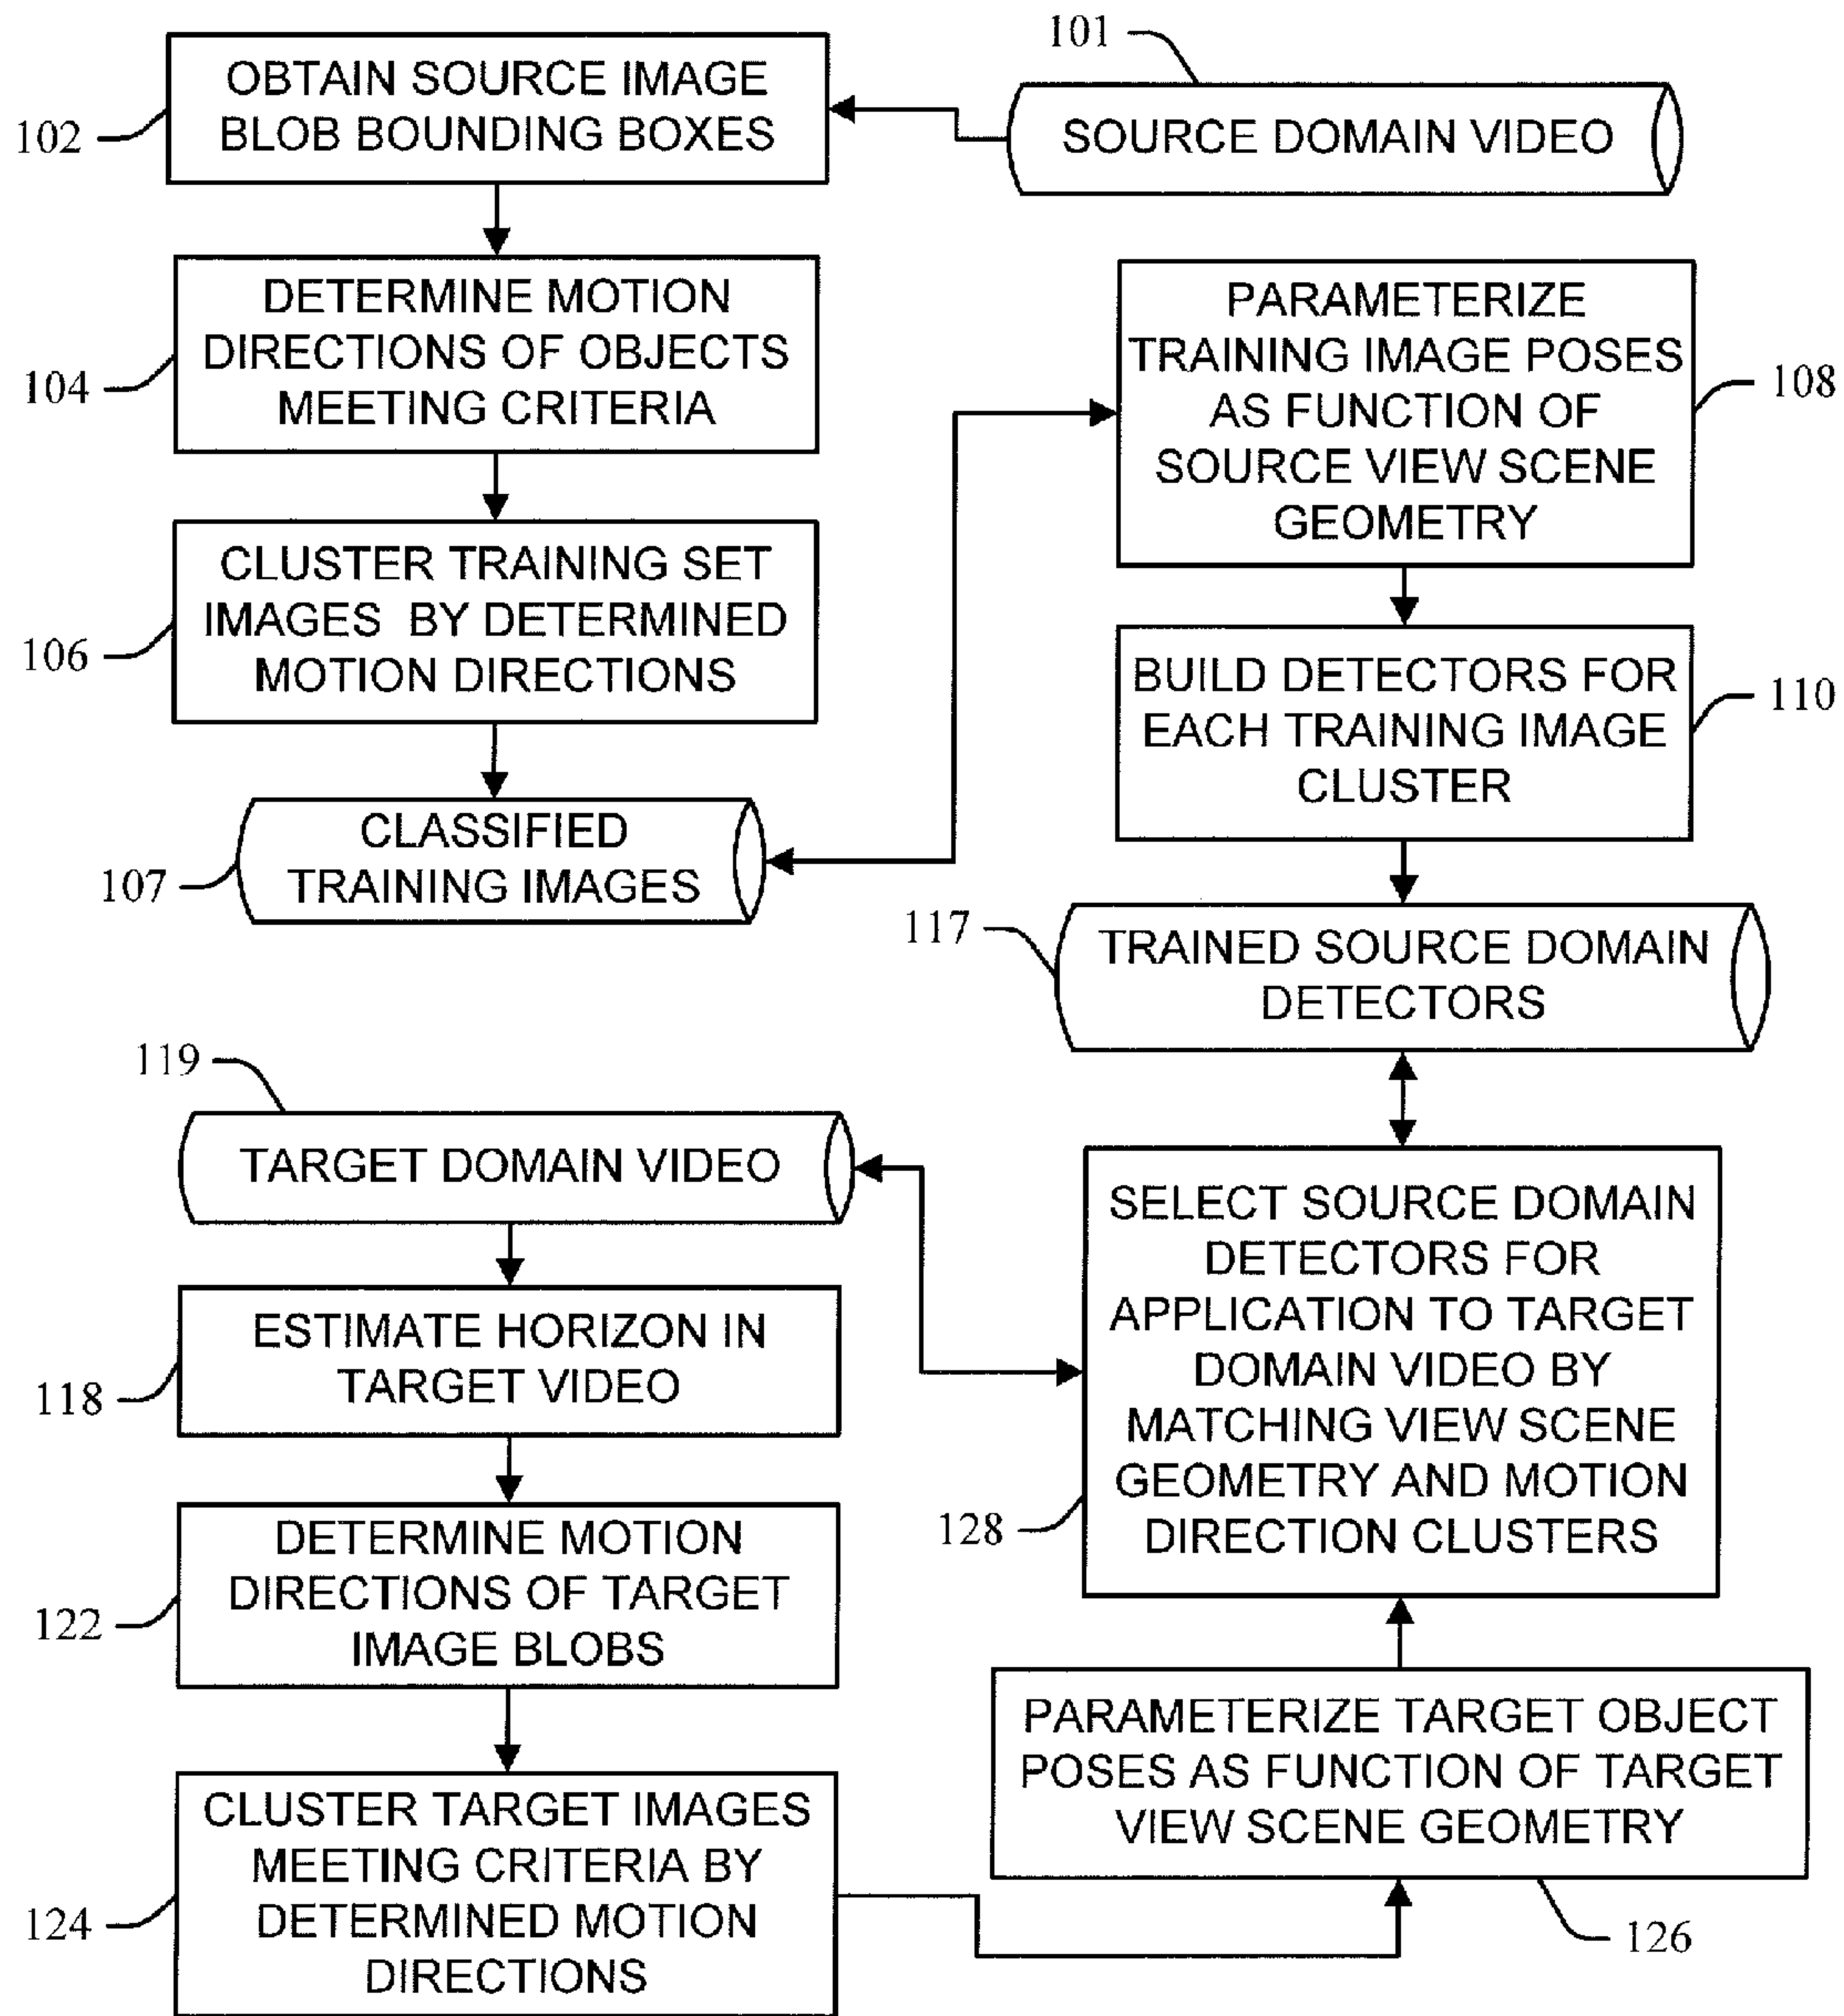 101
OBTAIN SOURCE IMAGE
BLOB BOUNDING BOXES
102
SOURCE DOMAIN VIDEO
DETERMINE MOTION
DIRECTIONS OF OBJECTS
MEETING CRITERIA
104
PARAMETERIZE
TRAINING IMAGE POSES
AS FUNCTION OF
SOURCE VIEW SCENE
GEOMETRY
108
CLUSTER TRAINING SET
IMAGES BY DETERMINED
MOTION DIRECTIONS
106
BUILD DETECTORS FOR
EACH TRAINING IMAGE
CLUSTER
110
CLASSIFIED
TRAINING IMAGES
107
117
TRAINED SOURCE DOMAIN
DETECTORS
119
TARGET DOMAIN VIDEO
SELECT SOURCE DOMAIN
DETECTORS FOR
APPLICATION TO TARGET
DOMAIN VIDEO BY
MATCHING VIEW SCENE
GEOMETRY AND MOTION
DIRECTION CLUSTERS
128
ESTIMATE HORIZON IN
TARGET VIDEO
118
DETERMINE MOTION
DIRECTIONS OF TARGET
IMAGE BLOBS
122
PARAMETERIZE TARGET OBJECT
POSES AS FUNCTION OF TARGET
VIEW SCENE GEOMETRY
126
CLUSTER TARGET IMAGES
MEETING CRITERIA BY
DETERMINED MOTION
DIRECTIONS
124